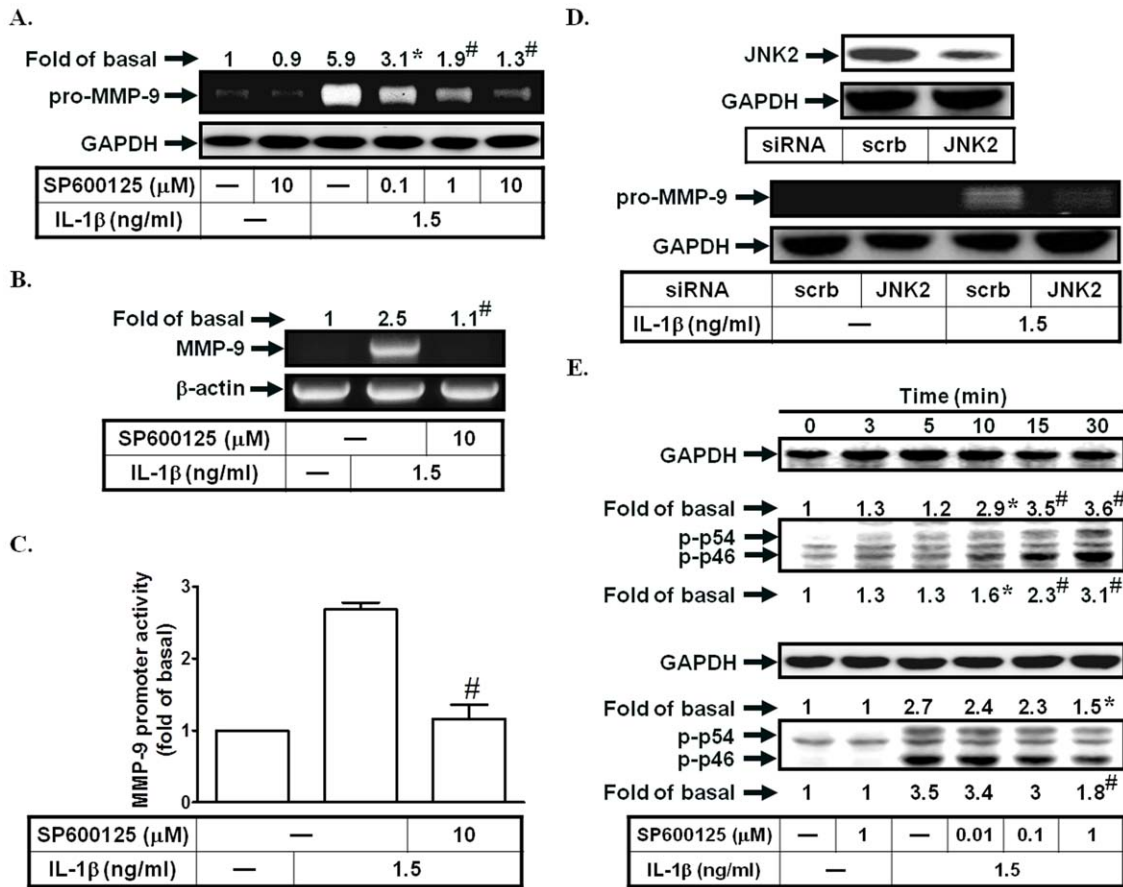 A.
Fold of basal 1 0.9 5.9 3.1* 1.9# 1.3#
pro-MMP-9
GAPDH
SP600125 (μM) — 10 — 0.1 1 10
IL-1β (ng/ml) — 1.5
B.
Fold of basal 1 2.5 1.1#
MMP-9
β-actin
SP600125 (μM) — 10
IL-1β (ng/ml) — 1.5
C.
MMP-9 promoter activity
(fold of basal)
3
2
1
0
#
SP600125 (μM) — 10
IL-1β (ng/ml) — 1.5
D.
JNK2
GAPDH
siRNA scrb JNK2
pro-MMP-9
GAPDH
siRNA scrb JNK2 scrb JNK2
IL-1β (ng/ml) — 1.5
E.
Time (min)
0 3 5 10 15 30
GAPDH
Fold of basal 1 1.3 1.2 2.9* 3.5# 3.6#
p-p54
p-p46
Fold of basal 1 1.3 1.3 1.6* 2.3# 3.1#
GAPDH
Fold of basal 1 1 2.7 2.4 2.3 1.5*
p-p54
p-p46
Fold of basal 1 1 3.5 3.4 3 1.8#
SP600125 (μM) — 1 — 0.01 0.1 1
IL-1β (ng/ml) — 1.5